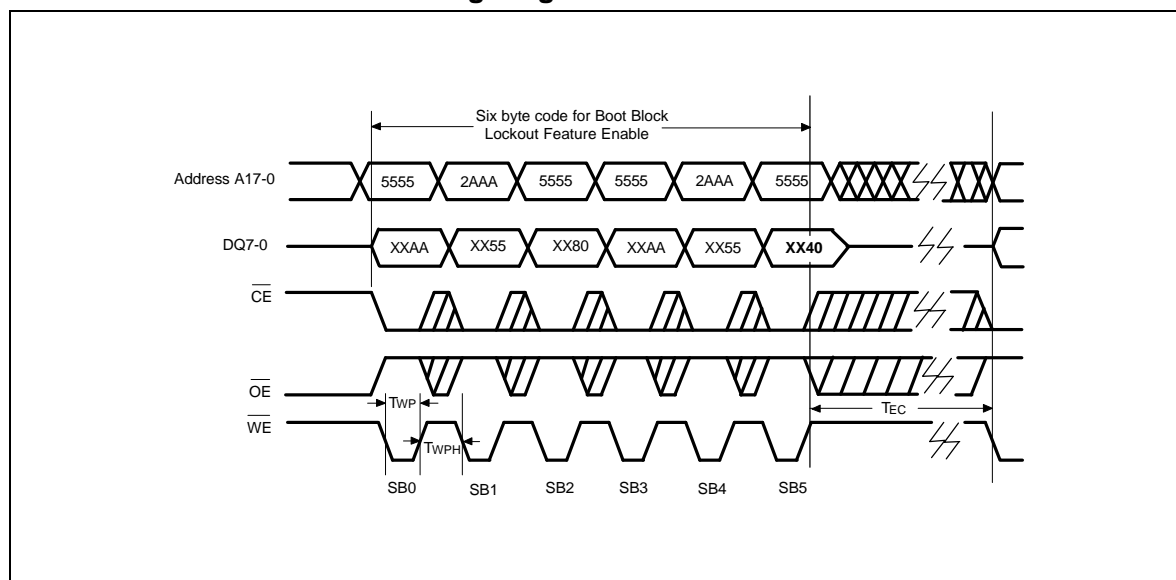 Six byte code for Boot Block
Lockout Feature Enable
Address A17-0
5555
2AAA
5555
5555
2AAA
5555
DQ7-0
XXAA
XX55
XX80
XXAA
XX55
XX40
CE
OE
TWP
TEC
WE
TWPH
SB0
SB1
SB2
SB3
SB4
SB5